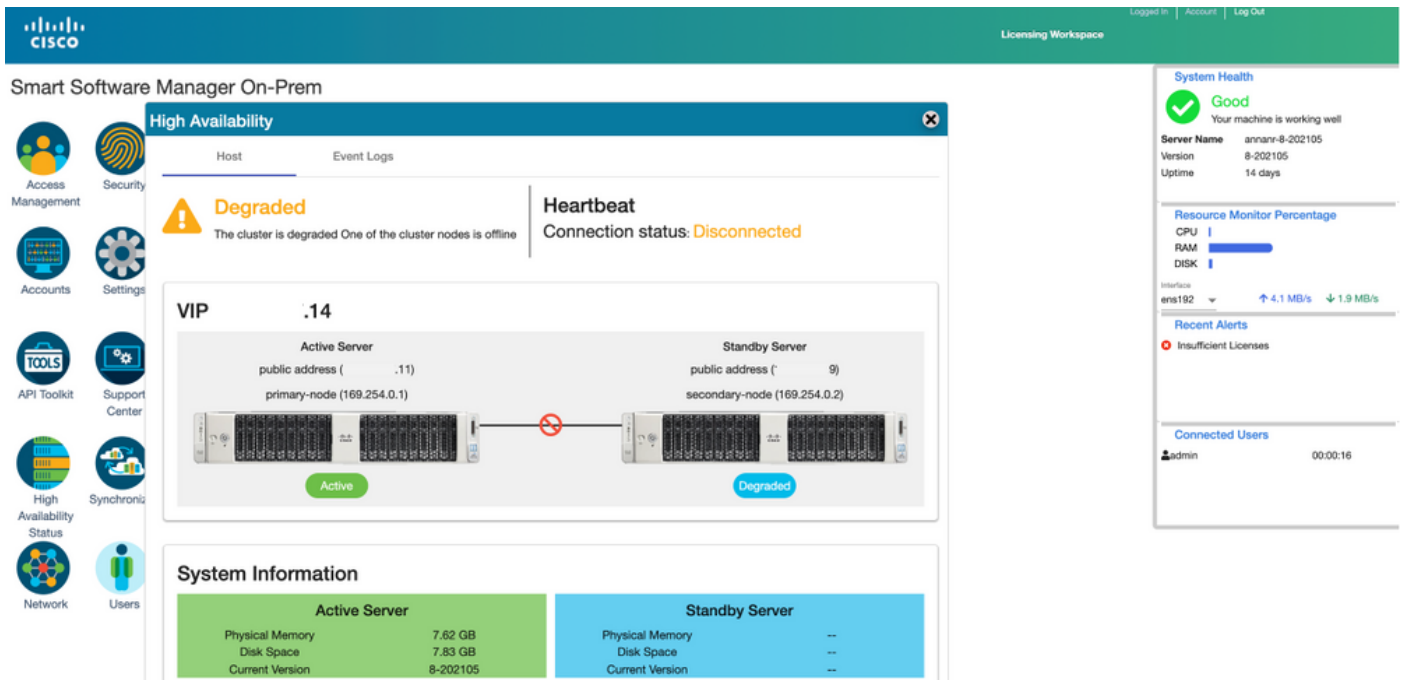 Logged In | Account | Log Out
CISCO
Licensing Workspace
Smart Software Manager On-Prem
Access
Management
Security
Accounts
Settings
TOOLS
API Toolkit
Support
Center
High
Availability
Status
Synchroniz
Network
Users
High Availability
Host
Event Logs
Degraded
The cluster is degraded One of the cluster nodes is offline
Heartbeat
Connection status: Disconnected
VIP .14
Active Server
public address ( .11)
primary-node (169.254.0.1)
Active
Standby Server
public address ( 9)
secondary-node (169.254.0.2)
Degraded
System Information
Active Server
Physical Memory 7.62 GB
Disk Space 7.83 GB
Current Version 8-202105
Standby Server
Physical Memory --
Disk Space --
Current Version --
System Health
Good
Your machine is working well
Server Name annanr-8-202105
Version 8-202105
Uptime 14 days
Resource Monitor Percentage
CPU
RAM
DISK
Interface
ens192 4.1 MB/s 1.9 MB/s
Recent Alerts
Insufficient Licenses
Connected Users
admin 00:00:16